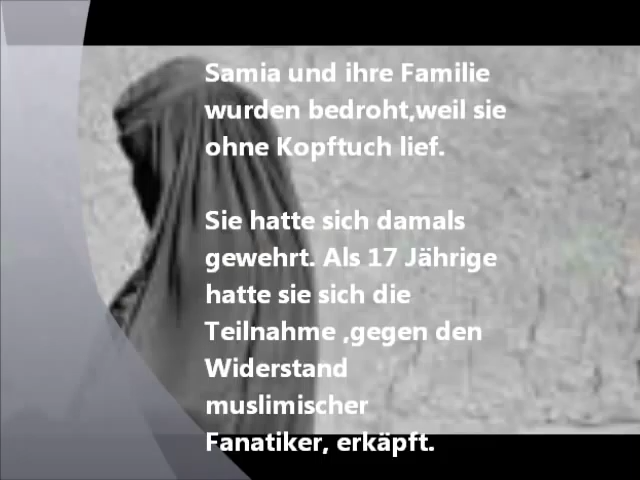 Samia und ihre Familie
wurden bedroht,weil sie
ohne Kopftuch lief.
Sie hatte sich damals
gewehrt. Als 17 Jährige
hatte sie sich die
Teilnahme ,gegen den
Widerstand
muslimischer
Fanatiker, erkäpft.